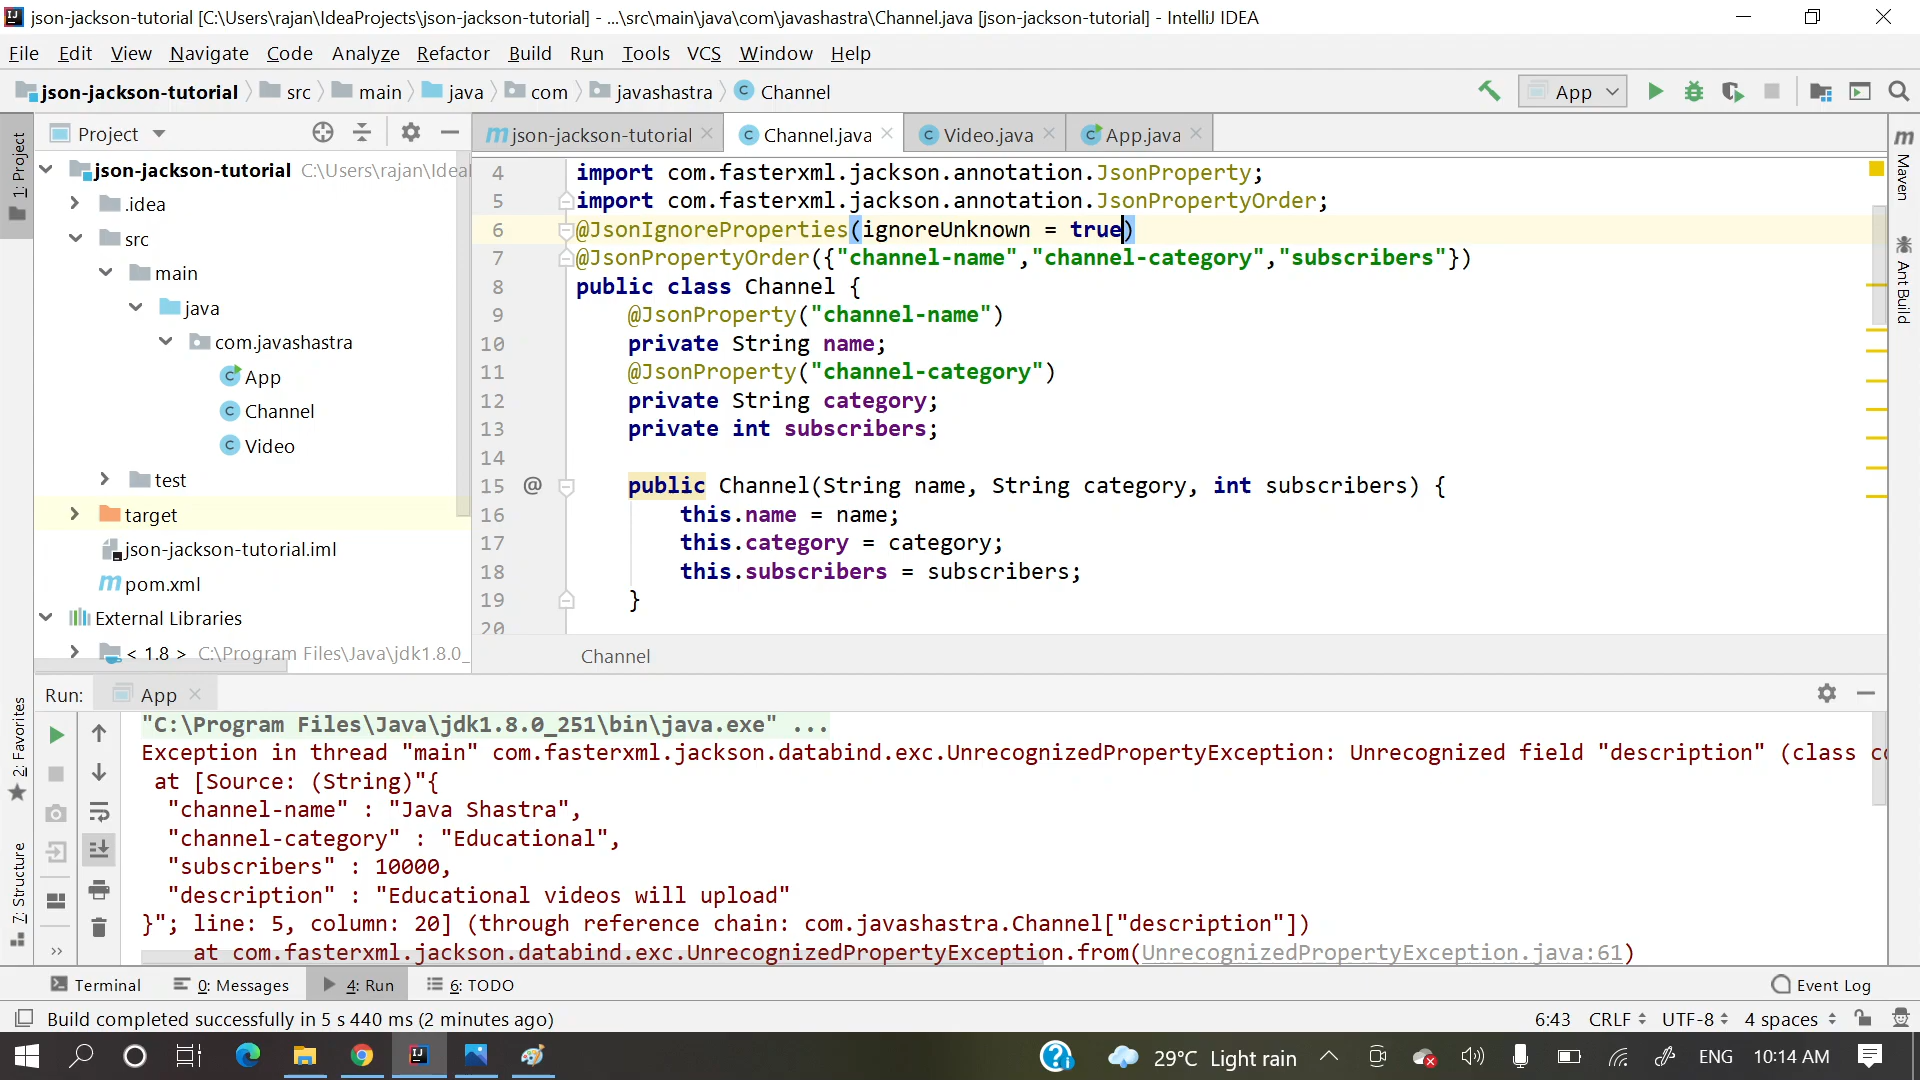 json-jackson-tutorial [C:\Users\rajan\IdeaProjects\json-jackson-tutorial] - ...\src\main\java\com\javashastra\Channel.java [json-jackson-tutorial] - IntelliJ IDEA
File Edit View Navigate Code Analyze Refactor Build Run Tools VCS Window Help
json-jackson-tutorial src main java com javashastra Channel App
Project
json-jackson-tutorial Channel.java Video.java App.java
1: Project
Maven
Ant Build
json-jackson-tutorial C:\Users\rajan\Idea
.idea
src
main
java
com.javashastra
App
Channel
Video
test
target
json-jackson-tutorial.iml
pom.xml
External Libraries
< 1.8 > C:\Program Files\Java\jdk1.8.0_
4 import com.fasterxml.jackson.annotation.JsonProperty;
5 import com.fasterxml.jackson.annotation.JsonPropertyOrder;
6 @JsonIgnoreProperties(ignoreUnknown = true)
7 @JsonPropertyOrder({"channel-name","channel-category","subscribers"})
8 public class Channel {
9 @JsonProperty("channel-name")
10 private String name;
11 @JsonProperty("channel-category")
12 private String category;
13 private int subscribers;
14
15 @ public Channel(String name, String category, int subscribers) {
16 this.name = name;
17 this.category = category;
18 this.subscribers = subscribers;
19 }
20
Channel
Run: App
2: Favorites
7: Structure
"C:\Program Files\Java\jdk1.8.0_251\bin\java.exe" ...
Exception in thread "main" com.fasterxml.jackson.databind.exc.UnrecognizedPropertyException: Unrecognized field "description" (class c
at [Source: (String)"{
"channel-name" : "Java Shastra",
"channel-category" : "Educational",
"subscribers" : 10000,
"description" : "Educational videos will upload"
}"; line: 5, column: 20] (through reference chain: com.javashastra.Channel["description"])
at com.fasterxml.jackson.databind.exc.UnrecognizedPropertyException.from(UnrecognizedPropertyException.java:61)
Terminal 0: Messages 4: Run 6: TODO Event Log
Build completed successfully in 5 s 440 ms (2 minutes ago) 6:43 CRLF UTF-8 4 spaces
29°C Light rain ENG 10:14 AM